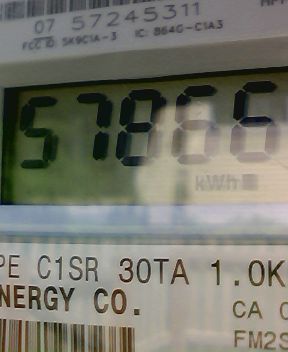 07 57245311
FCC ID: SK9C1A-3 IC: 864G-C1A3
57866
kWh
PE C1SR 30TA 1.0K
NERGY CO.
CA
FM2S